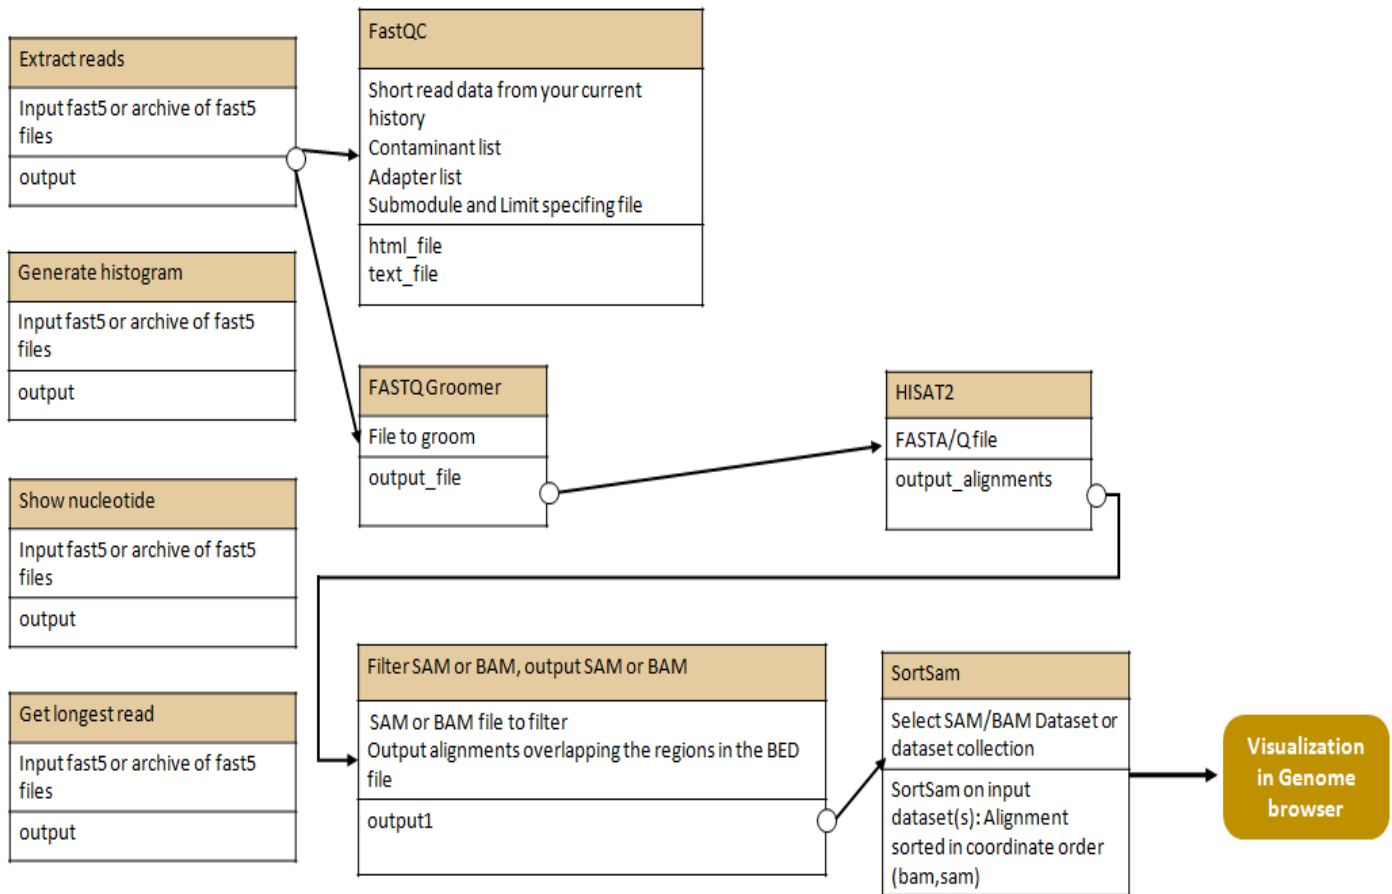 Extract reads
Input fast5 or archive of fast5
files
output
FastQC
Short read data from your current
history
Contaminant list
Adapter list
Submodule and Limit specifing file
html_file
text_file
Generate histogram
Input fast5 or archive of fast5
files
output
FASTQ Groomer
File to groom
output_file
HISAT2
FASTA/Q file
output_alignments
Show nucleotide
Input fast5 or archive of fast5
files
output
Filter SAM or BAM, output SAM or BAM
SAM or BAM file to filter
Output alignments overlapping the regions in the BED
file
output1
SortSam
Select SAM/BAM Dataset or
dataset collection
SortSam on input
dataset(s): Alignment
sorted in coordinate order
(bam,sam)
Visualization
in Genome
browser
Get longest read
Input fast5 or archive of fast5
files
output